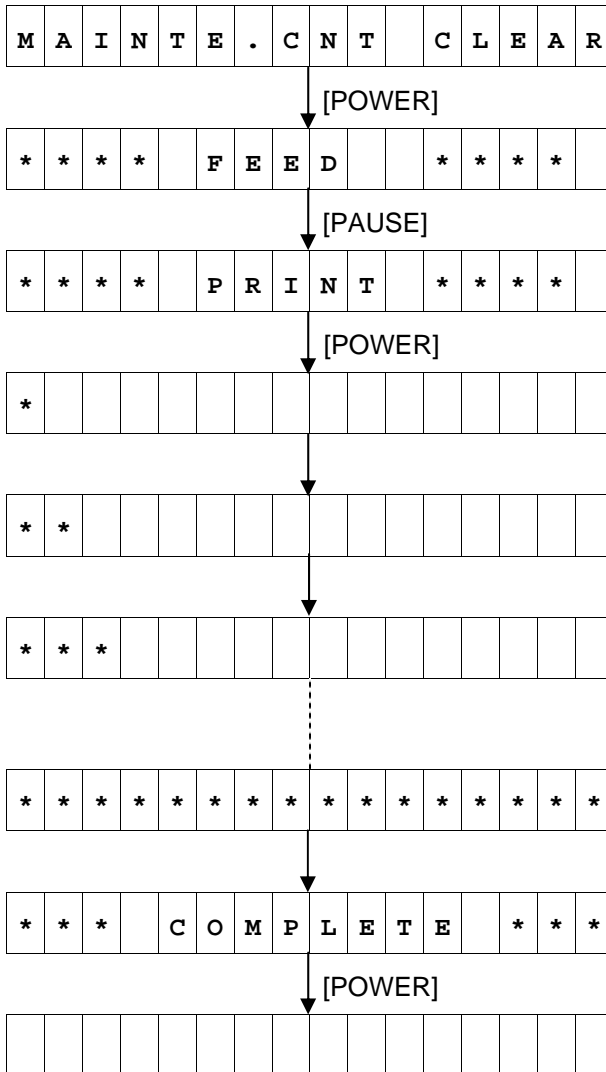 MAINTE.CNT CLEAR
[POWER]
**** FEED  ****
[PAUSE]
**** PRINT ****
[POWER]
*
**
***
****************
*** COMPLETE ***
[POWER]